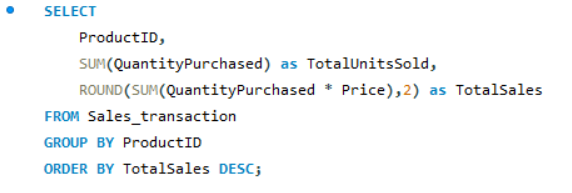 SELECT
ProductID,
SUM(QuantityPurchased) as TotalUnitsSold,
ROUND(SUM(QuantityPurchased * Price),2) as TotalSales
FROM Sales_transaction
GROUP BY ProductID
ORDER BY TotalSales DESC;